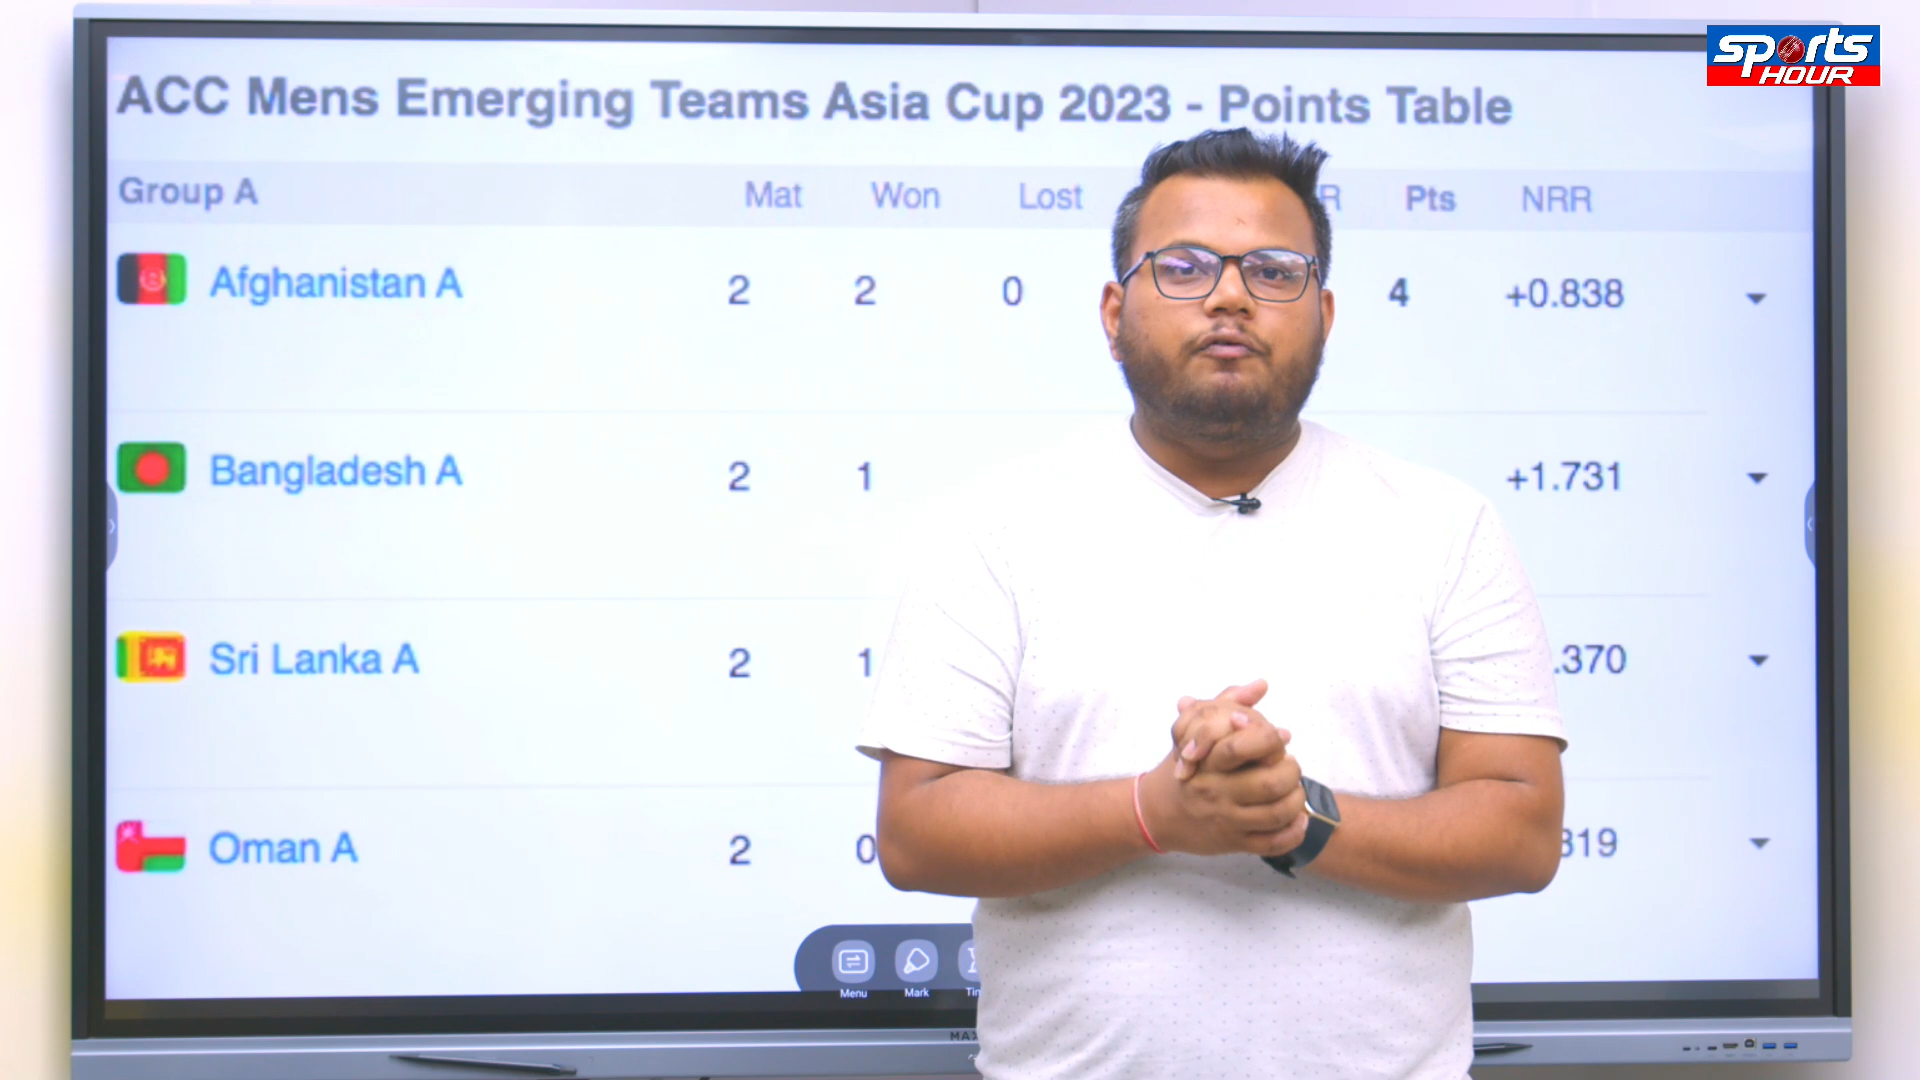 sports
HOUR
ACC Mens Emerging Teams Asia Cup 2023 - Points Table
Group A Mat Won Lost R Pts NRR
Afghanistan A 2 2 0 4 +0.838
Bangladesh A 2 1 +1.731
Sri Lanka A 2 1 .370
Oman A 2 0 319
Menu Mark Tim
MAX